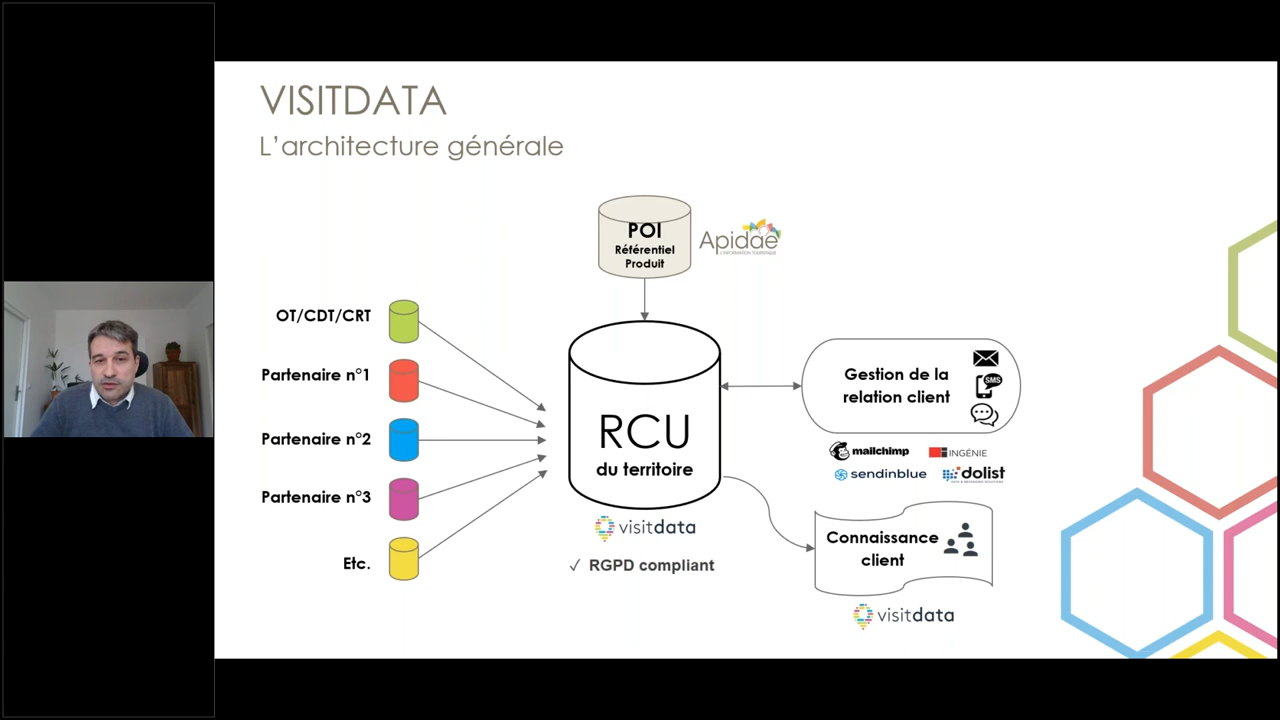 VISITDATA
L'architecture générale
POI
Référentiel
Produit
Apidae
L'INFORMATION TOURISTIQUE
OT/CDT/CRT
Partenaire n°1
Partenaire n°2
Partenaire n°3
Etc.
RCU
du territoire
visitdata
✓ RGPD compliant
Gestion de la
relation client
SMS
mailchimp
INGÉNIE
sendinblue
dolist
Connaissance
client
visitdata